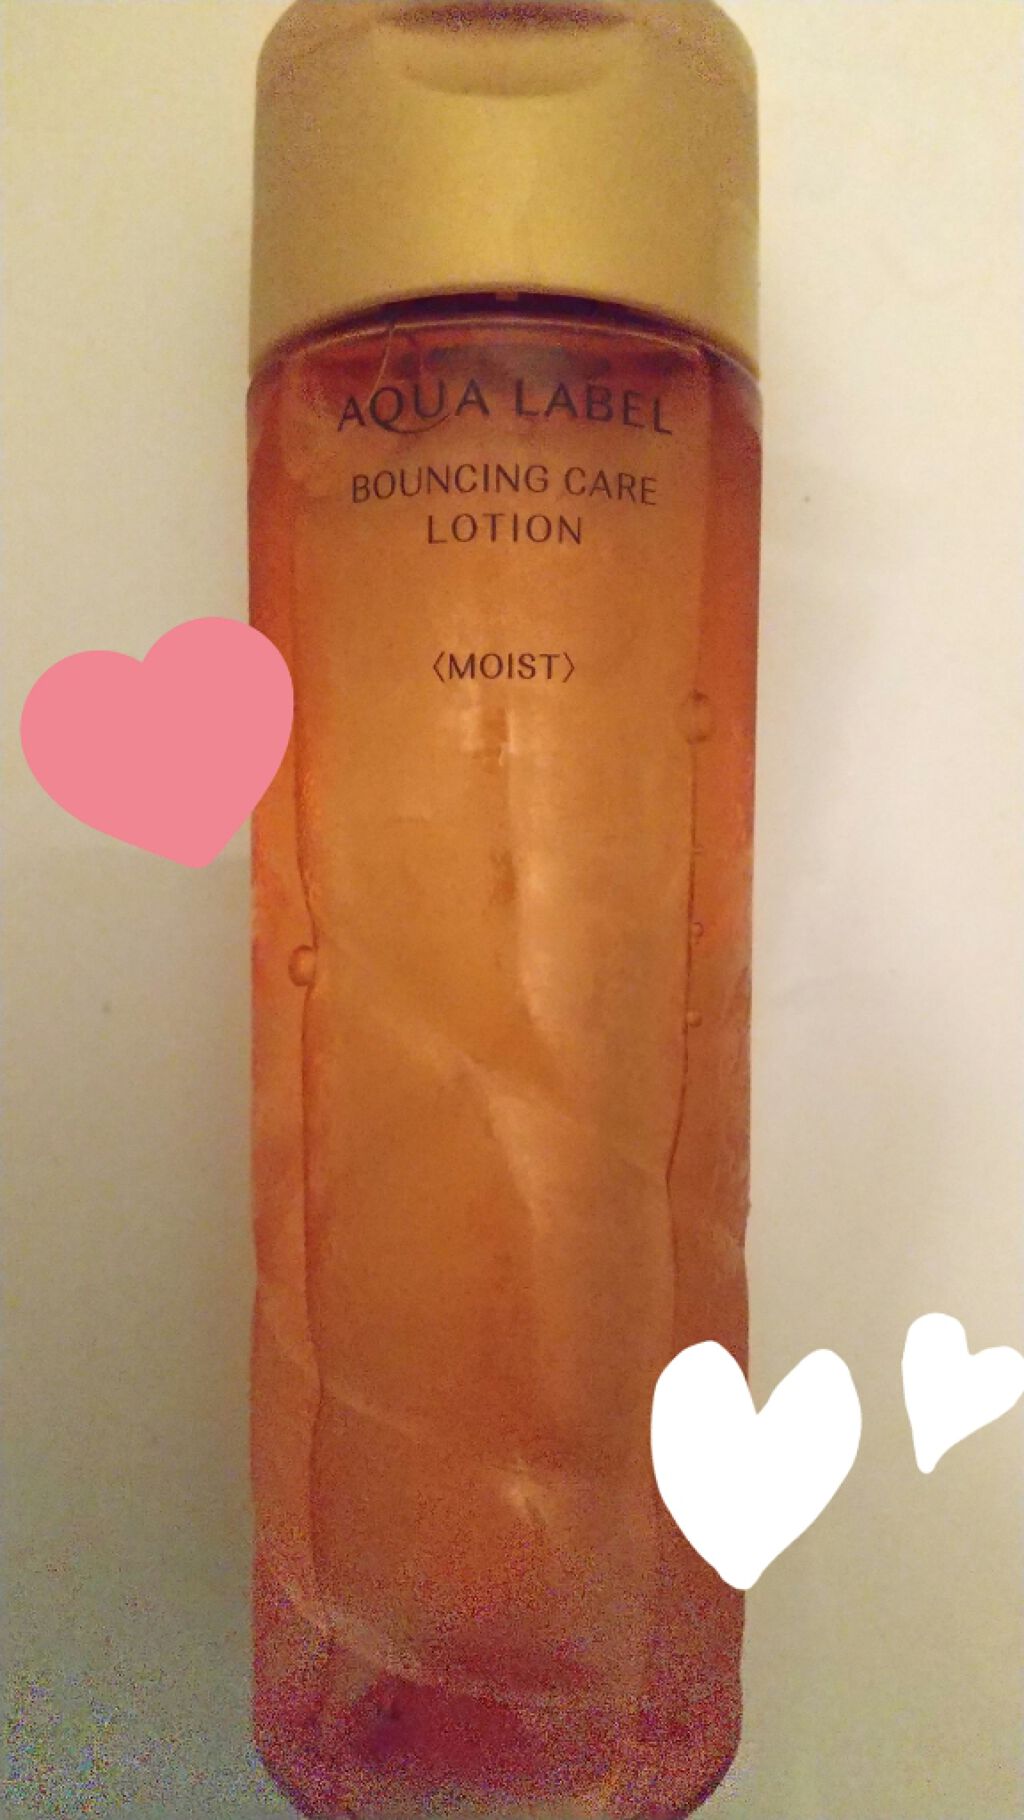 AQUA LABEL
BOUNCING CARE
LOTION
〈MOIST〉